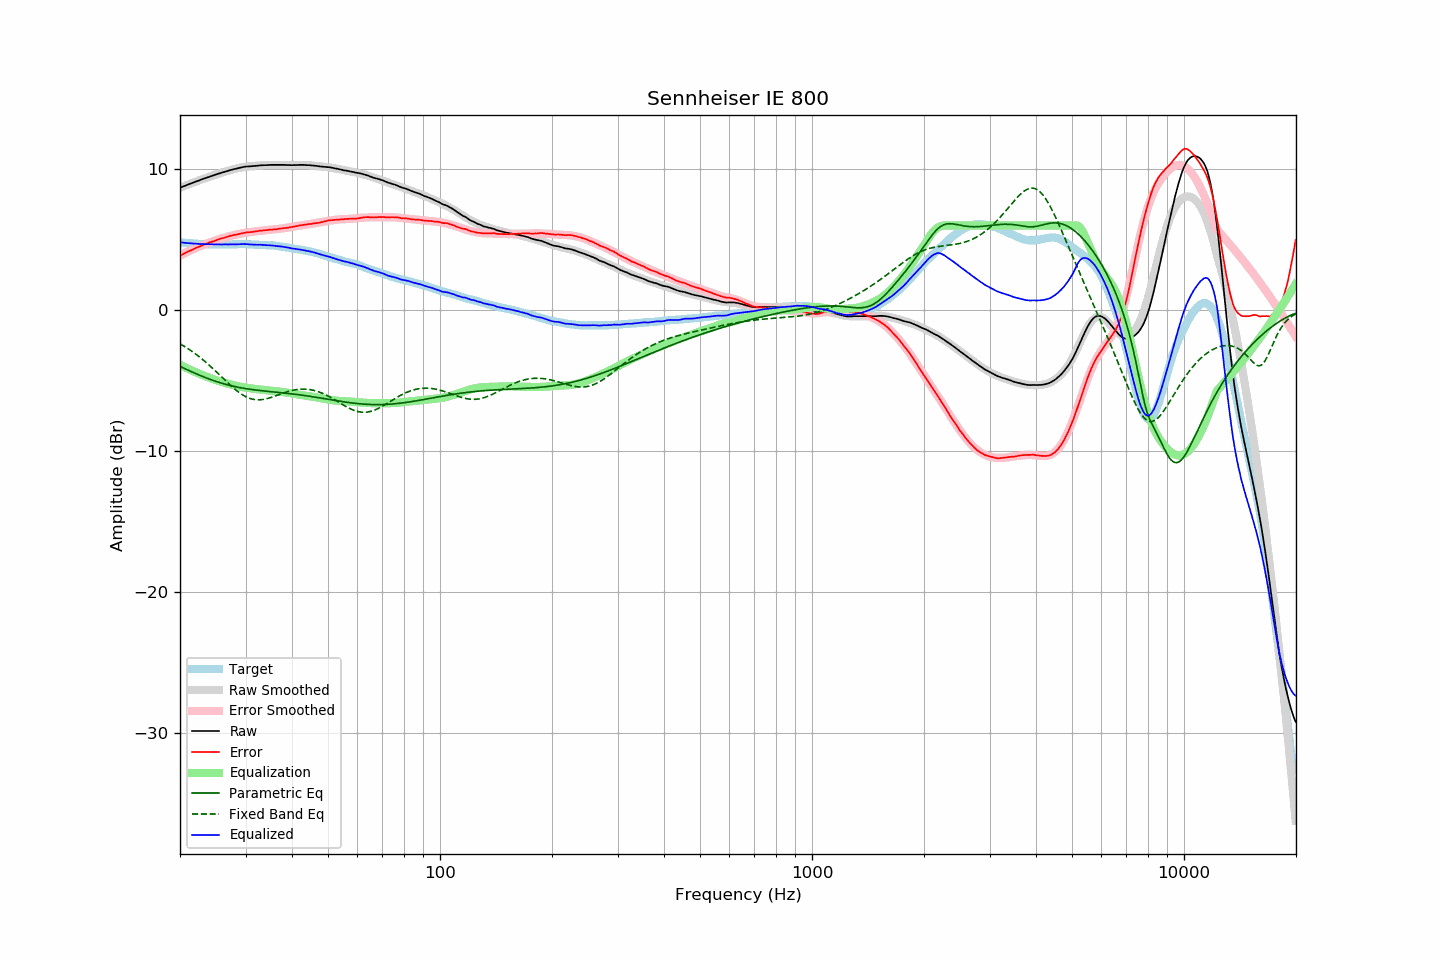 Sennheiser IE 800
10
0
−10
−20
−30
Amplitude (dBr)
Target
Raw Smoothed
Error Smoothed
Raw
Error
Equalization
Parametric Eq
Fixed Band Eq
Equalized
100
1000
10000
Frequency (Hz)